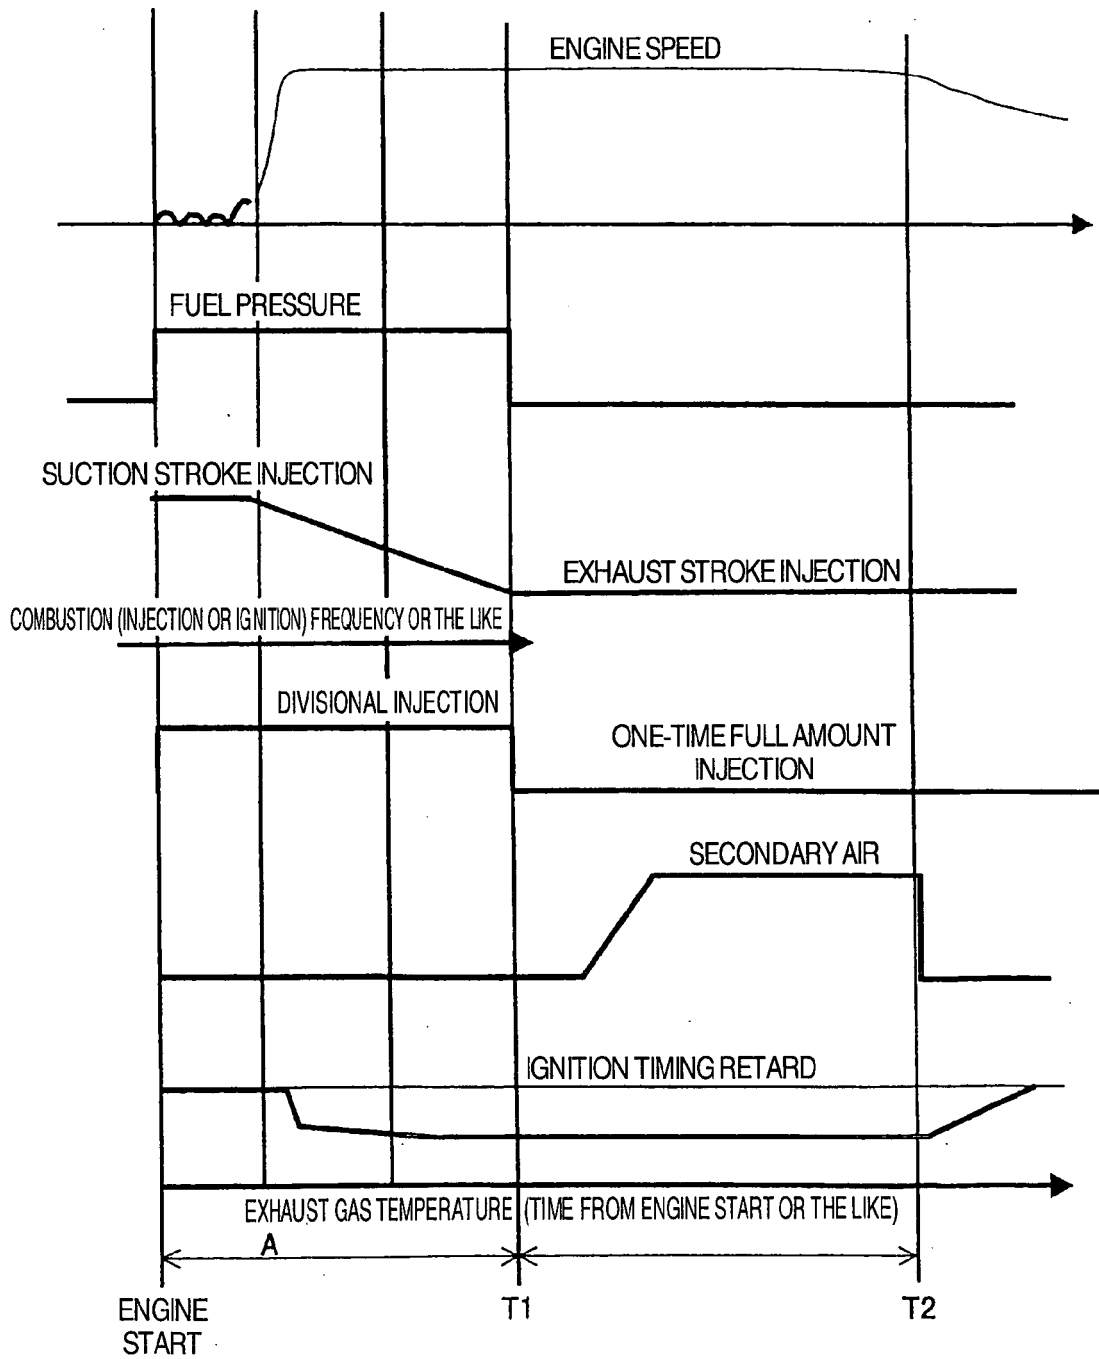 ENGINE SPEED
FUEL PRESSURE
SUCTION STROKE INJECTION
EXHAUST STROKE INJECTION
COMBUSTION (INJECTION OR IGNITION) FREQUENCY OR THE LIKE
DIVISIONAL INJECTION
ONE-TIME FULL AMOUNT
INJECTION
SECONDARY AIR
IGNITION TIMING RETARD
EXHAUST GAS TEMPERATURE (TIME FROM ENGINE START OR THE LIKE)
A
ENGINE
START
T1
T2